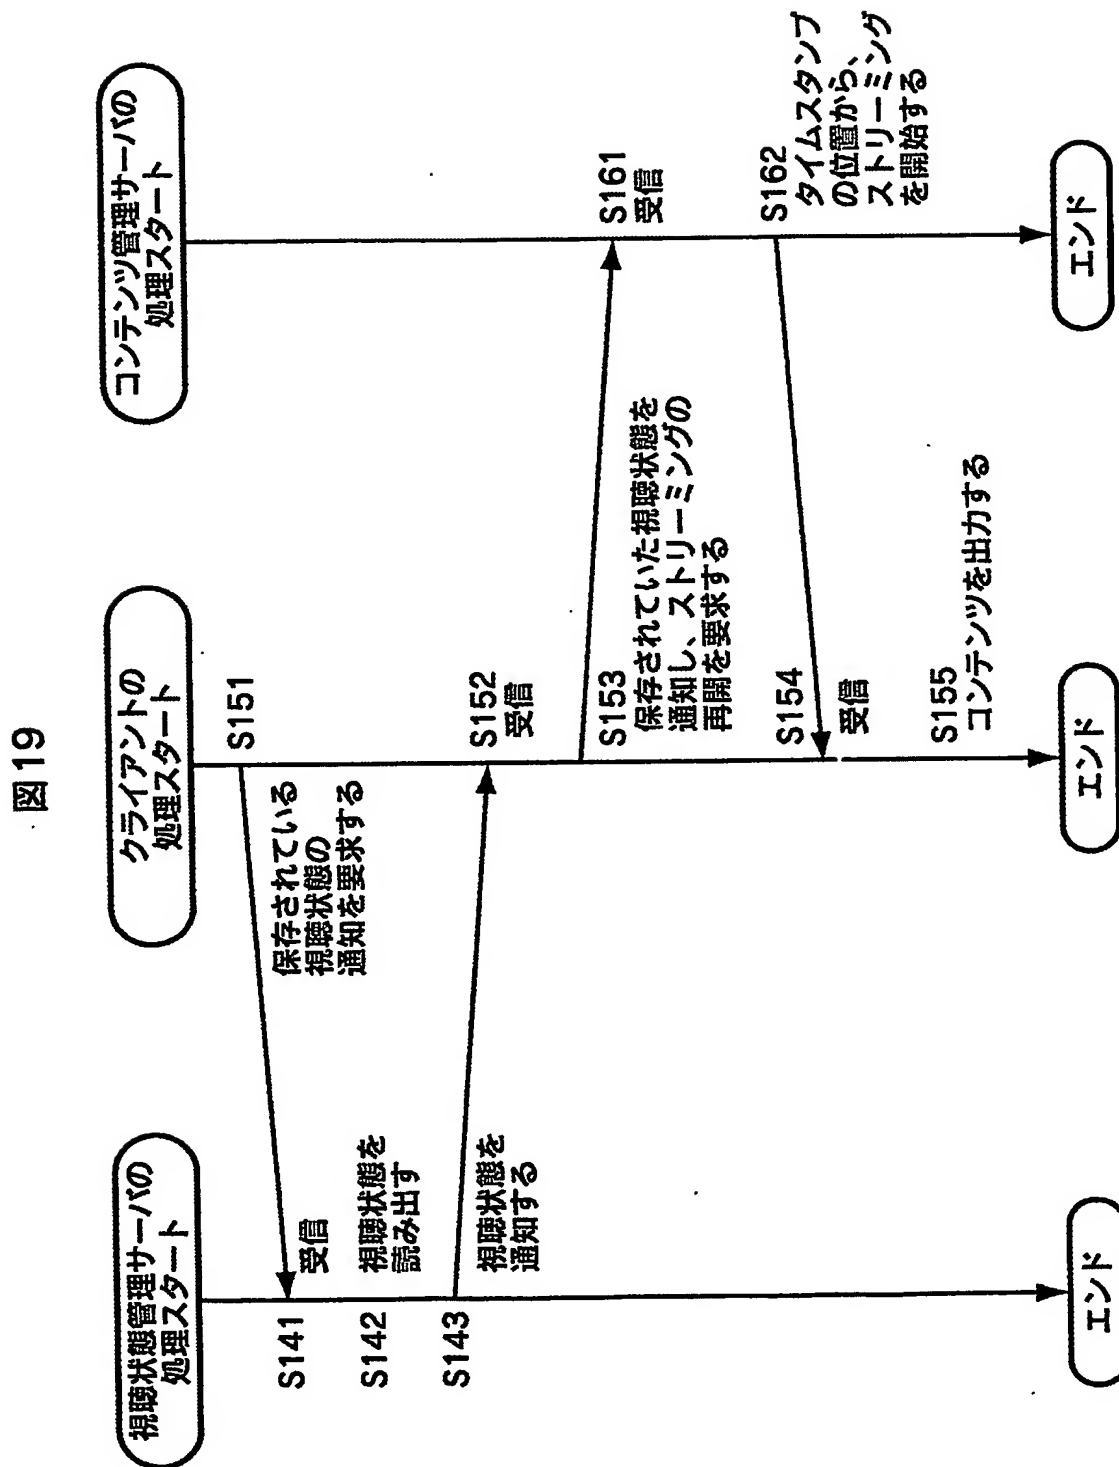 図19
視聴状態管理サーバの
処理スタート
クライアントの
処理スタート
コンテンツ管理サーバの
処理スタート
S151
保存されている
視聴状態の
通知を要求する
S141
受信
S142
視聴状態を
読み出す
S143
視聴状態を
通知する
S152
受信
S153
保存されていた視聴状態を
通知し、ストリーミングの
再開を要求する
S161
受信
S162
タイムスタンプ
の位置から、
ストリーミング
を開始する
S154
受信
S155
コンテンツを出力する
エンド
エンド
エンド